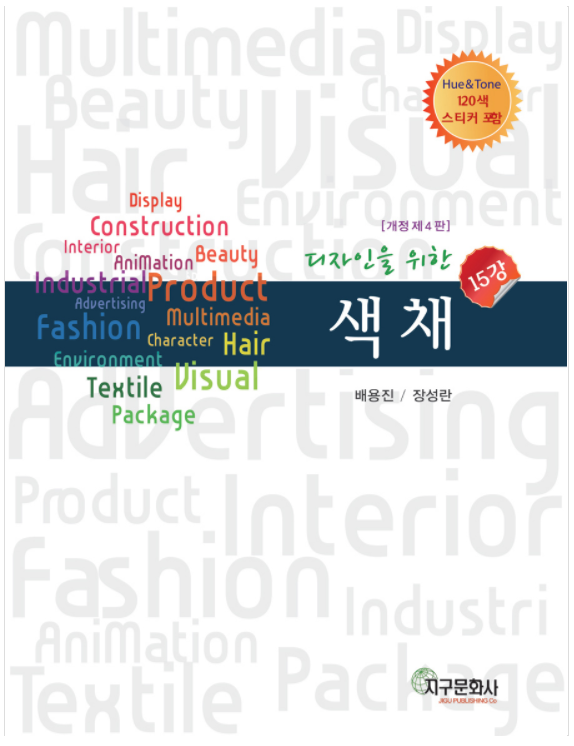 Multimedia
Display
Beauty
Character
Hair
Visual
Environment
Construction
Hue&Tone
120색
스티커 포함
Display
Construction
Interior
AniMation
Beauty
Industrial
Product
Advertising
Multimedia
Fashion
Character
Hair
Environment
Visual
Textile
Package
[개정 제4판]
디자인을 위한
15강
색채
배용진 / 장성란
Advertising
Product
Interior
Fashion
Industri
AniMation
Package
Textile
지구문화사
JIGU PUBLISHING Co